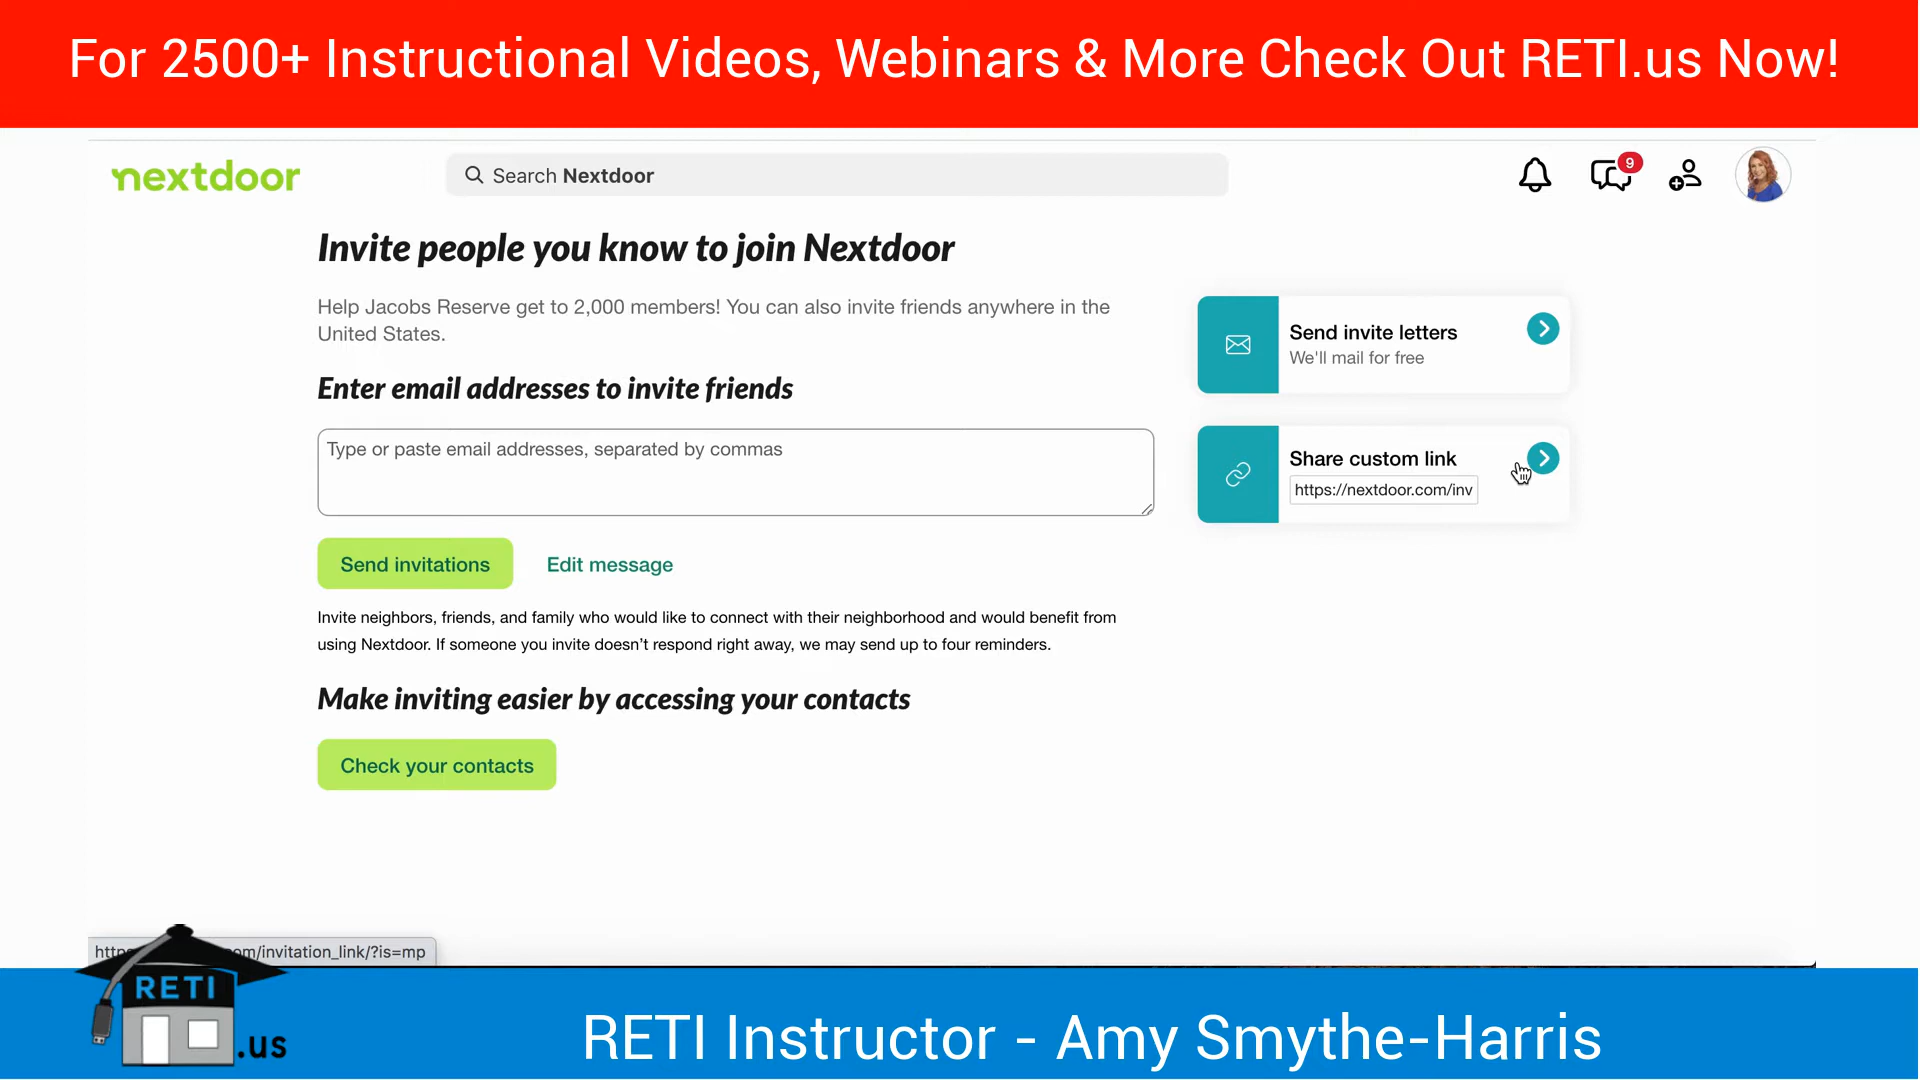 For 2500+ Instructional Videos, Webinars & More Check Out RETI.us Now!
nextdoor
Search Nextdoor
9
Invite people you know to join Nextdoor
Help Jacobs Reserve get to 2,000 members! You can also invite friends anywhere in the
United States.
Send invite letters
We'll mail for free
Enter email addresses to invite friends
Type or paste email addresses, separated by commas
Share custom link
https://nextdoor.com/inv
Send invitations
Edit message
Invite neighbors, friends, and family who would like to connect with their neighborhood and would benefit from
using Nextdoor. If someone you invite doesn’t respond right away, we may send up to four reminders.
Make inviting easier by accessing your contacts
Check your contacts
om/invitation_link/?is=mp
RETI
.us
RETI Instructor - Amy Smythe-Harris